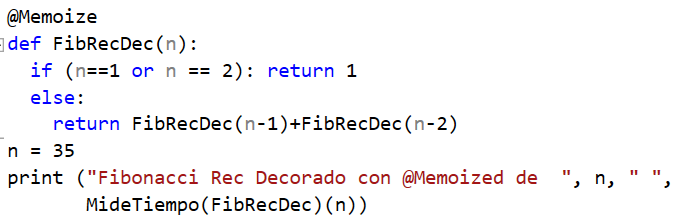 @Memoize
def FibRecDec(n):
  if (n==1 or n == 2): return 1
  else:
    return FibRecDec(n-1)+FibRecDec(n-2)
n = 35
print ("Fibonacci Rec Decorado con @Memoized de  ", n, " ",
       MideTiempo(FibRecDec)(n))